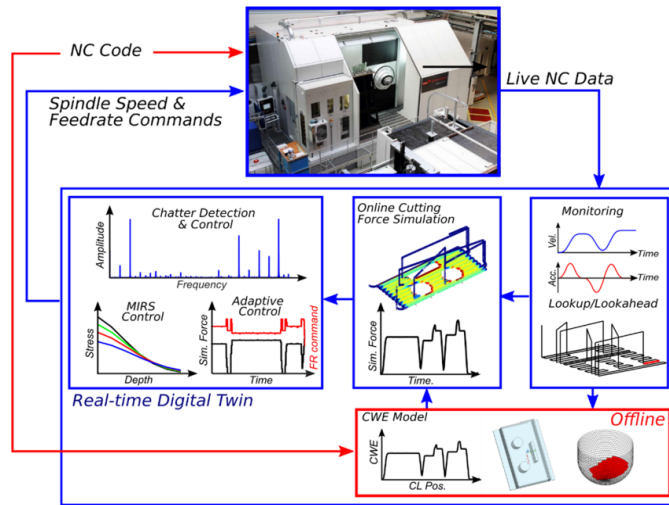 NC Code
Spindle Speed &
Feedrate Commands
Live NC Data
Chatter Detection
& Control
Amplitude
Frequency
MIRS
Control
Stress
Depth
Adaptive
Control
Sim. Force
FR command
Time
Real-time Digital Twin
Online Cutting
Force Simulation
Sim. Force
Time.
Monitoring
Vel.
Time
Acc.
Time
Lookup/Lookahead
CWE Model
Offline
CWE
CL Pos.